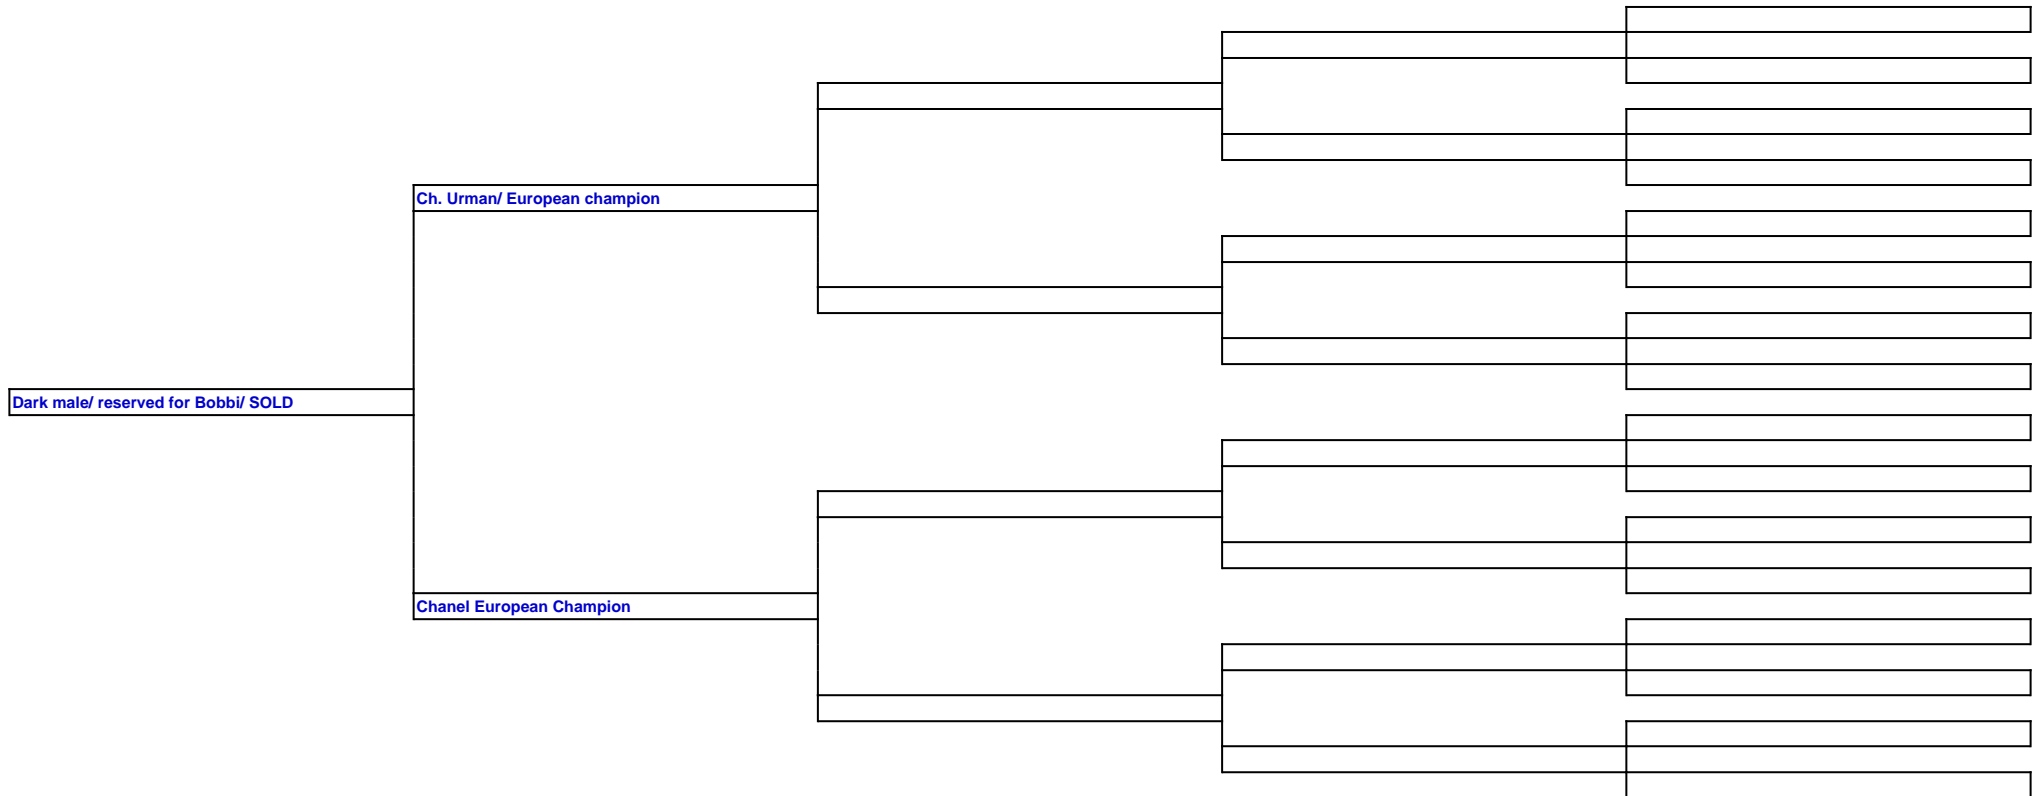 Ch. Urman/ European champion
Dark male/ reserved for Bobbi/ SOLD
Chanel European Champion